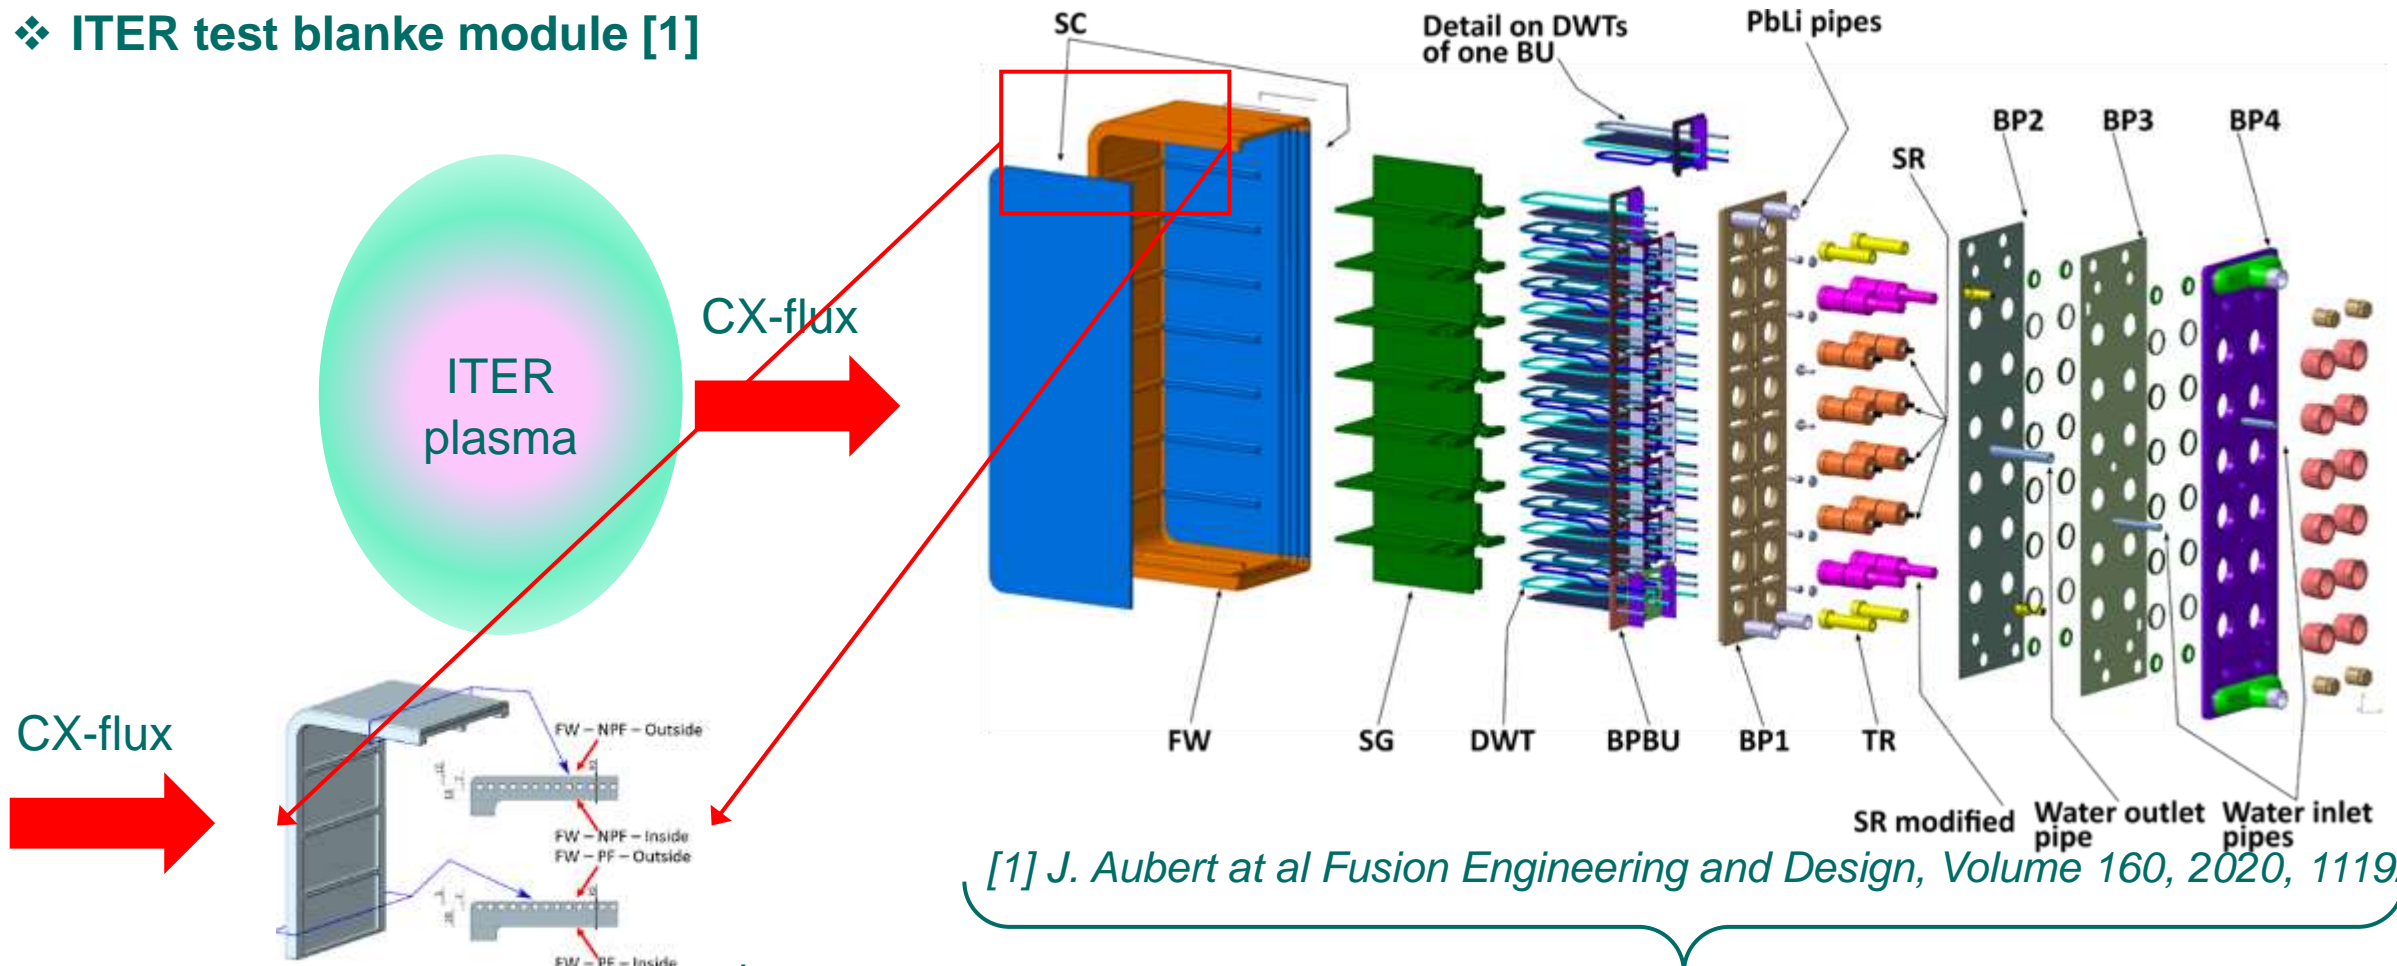 ❖ ITER test blanke module [1]
SC
Detail on DWTs
of one BU
PbLi pipes
BP2
BP3
BP4
SR
CX-flux
ITER
plasma
FW
SG
DWT
BPBU
BP1
TR
SR modified
Water outlet
pipe
Water inlet
pipes
CX-flux
FW – NPF – Outside
FW – NPF – Inside
FW – PF – Outside
FW – PF – Inside
[1] J. Aubert at al Fusion Engineering and Design, Volume 160, 2020, 1119